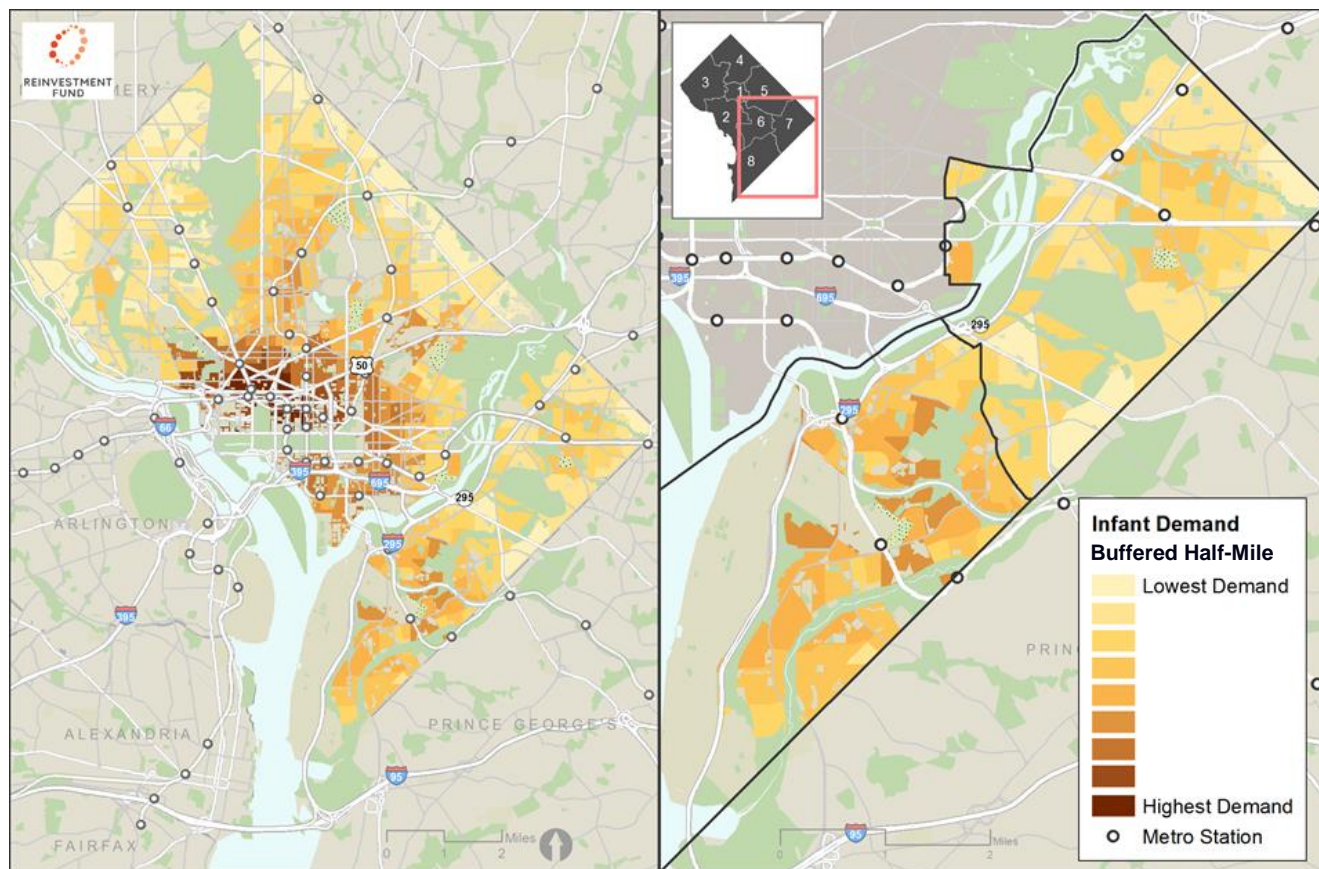 REINVESTMENT
FUND
MERY
50
66
395
695
295
ARLINGTON
295
395
PRINCE GEORGE'S
ALEXANDRIA
95
0 1 2 Miles
FAIRFAX
4
3
1
5
2
6
7
8
395
695
295
295
PRINC
95
0 1 2
Miles
Infant Demand
Buffered Half-Mile
Lowest Demand
Highest Demand
Metro Station